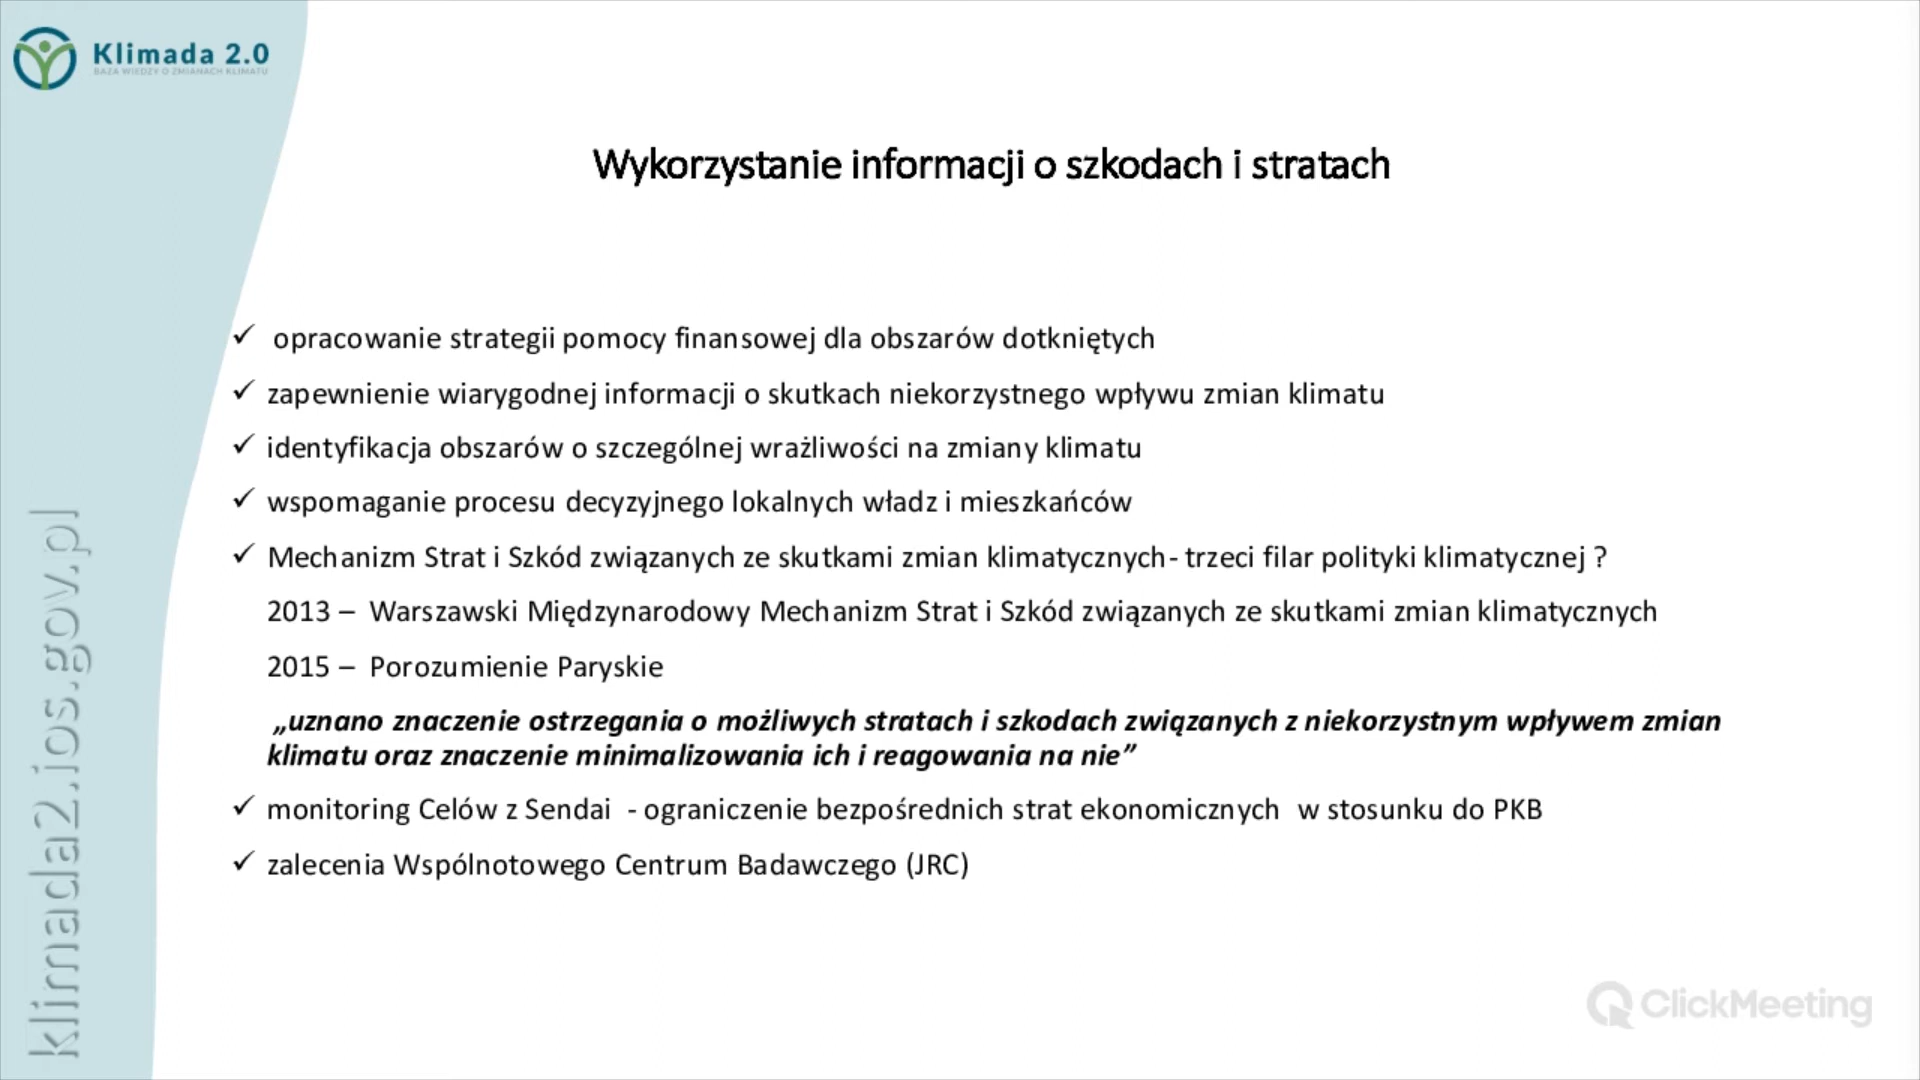 Klimada 2.0
BAZA WIEDZY O ZMIANACH KLIMATU
Wykorzystanie informacji o szkodach i stratach
✓ opracowanie strategii pomocy finansowej dla obszarów dotkniętych
✓ zapewnienie wiarygodnej informacji o skutkach niekorzystnego wpływu zmian klimatu
✓ identyfikacja obszarów o szczególnej wrażliwości na zmiany klimatu
✓ wspomaganie procesu decyzyjnego lokalnych władz i mieszkańców
✓ Mechanizm Strat i Szkód związanych ze skutkami zmian klimatycznych- trzeci filar polityki klimatycznej ?
2013 – Warszawski Międzynarodowy Mechanizm Strat i Szkód związanych ze skutkami zmian klimatycznych
2015 – Porozumienie Paryskie
„uznano znaczenie ostrzegania o możliwych stratach i szkodach związanych z niekorzystnym wpływem zmian
klimatu oraz znaczenie minimalizowania ich i reagowania na nie”
✓ monitoring Celów z Sendai - ograniczenie bezpośrednich strat ekonomicznych w stosunku do PKB
✓ zalecenia Wspólnotowego Centrum Badawczego (JRC)
klimada2.ios.gov.pl
ClickMeeting